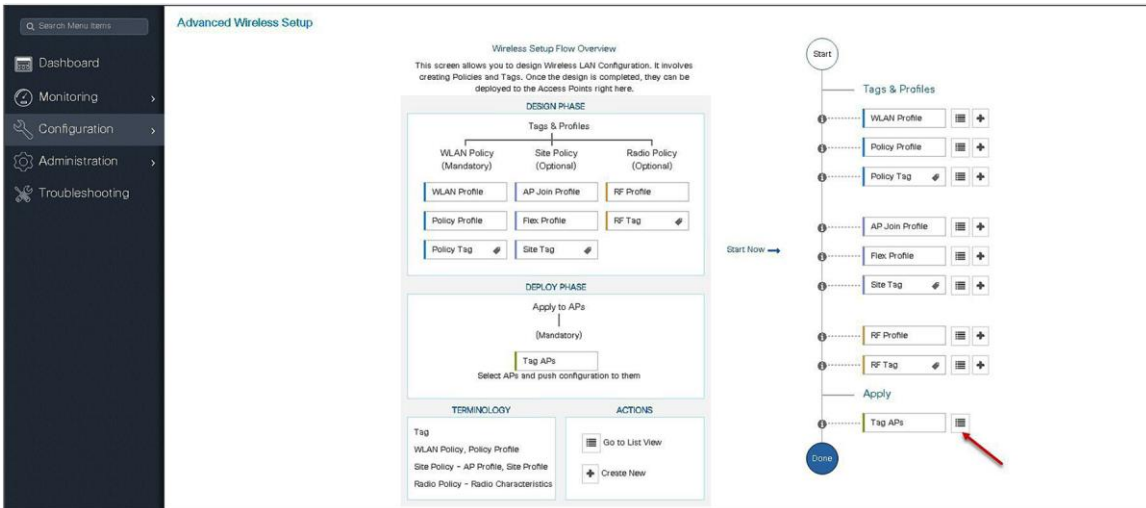 Search Menu Items
Dashboard
Monitoring
Configuration
Administration
Troubleshooting
Advanced Wireless Setup
Wireless Setup Flow Overview
This screen allows you to design Wireless LAN Configuration. It involves
creating Policies and Tags. Once the design is completed, they can be
deployed to the Access Points right here.
DESIGN PHASE
Tags & Profiles
WLAN Policy
(Mandatory)
Site Policy
(Optional)
Radio Policy
(Optional)
WLAN Profile
AP Join Profile
RF Profile
Policy Profile
Flex Profile
RF Tag
Policy Tag
Site Tag
DEPLOY PHASE
Apply to APs
(Mandatory)
Tag APs
Select APs and push configuration to them
TERMINOLOGY
Tag
WLAN Policy, Policy Profile
Site Policy - AP Profile, Site Profile
Radio Policy - Radio Characteristics
ACTIONS
Go to List View
Create New
Start Now
Start
Tags & Profiles
WLAN Profile
Policy Profile
Policy Tag
AP Join Profile
Flex Profile
Site Tag
RF Profile
RF Tag
Apply
Tag APs
Done